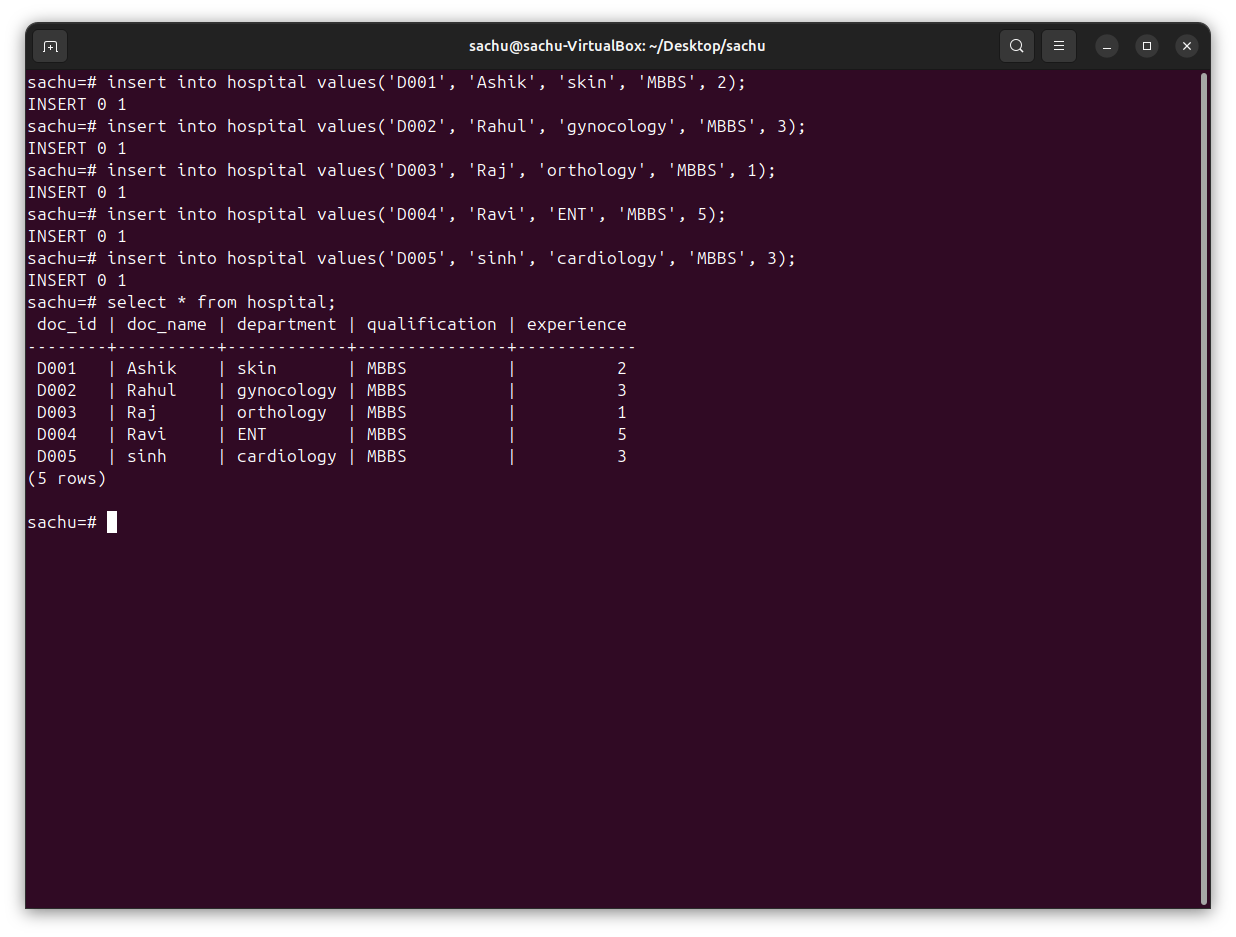 sachu@sachu-VirtualBox: ~/Desktop/sachu
sachu=# insert into hospital values('D001', 'Ashik', 'skin', 'MBBS', 2);
INSERT 0 1
sachu=# insert into hospital values('D002', 'Rahul', 'gynocology', 'MBBS', 3);
INSERT 0 1
sachu=# insert into hospital values('D003', 'Raj', 'orthology', 'MBBS', 1);
INSERT 0 1
sachu=# insert into hospital values('D004', 'Ravi', 'ENT', 'MBBS', 5);
INSERT 0 1
sachu=# insert into hospital values('D005', 'sinh', 'cardiology', 'MBBS', 3);
INSERT 0 1
sachu=# select * from hospital;
 doc_id | doc_name | department | qualification | experience
--------+----------+------------+---------------+------------
 D001   | Ashik    | skin       | MBBS          |          2
 D002   | Rahul    | gynocology | MBBS          |          3
 D003   | Raj      | orthology  | MBBS          |          1
 D004   | Ravi     | ENT        | MBBS          |          5
 D005   | sinh     | cardiology | MBBS          |          3
(5 rows)
sachu=#